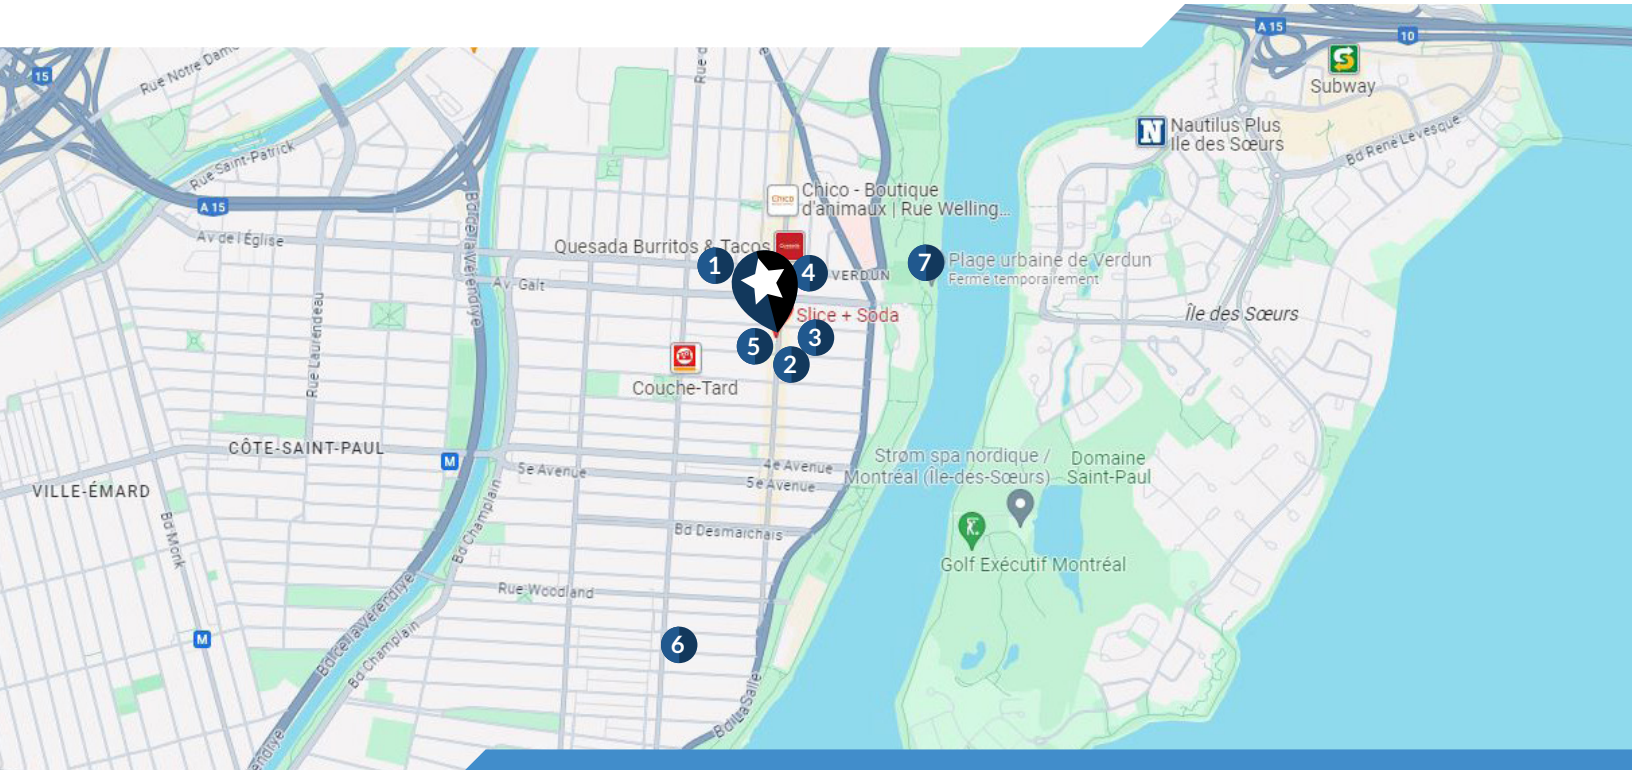 A 15
10
15
Rue Notre Dame
Rue d
Subway
N
Nautilus Plus
Île des Sœurs
Bd René Lévesque
Rue Saint-Patrick
A 15
Chico
Chico - Boutique
d'animaux | Rue Welling...
Av de l'Église
Bd de la Vérendrye
Quesada Burritos & Tacos
1
4
VERDUN
7
Plage urbaine de Verdun
Fermé temporairement
Av. Galt
Slice + Soda
Île des Sœurs
Rue Laurendeau
5
3
2
Couche-Tard
CÔTE-SAINT-PAUL
M
5e Avenue
4e Avenue
5e Avenue
Strøm spa nordique /
Montréal (Île-des-Sœurs)
Domaine
Saint-Paul
VILLE-ÉMARD
Bd Monk
Bd Champlain
Bd Desmarchais
Golf Exécutif Montréal
Rue Woodland
Bd de la Vérendrye
Bd Champlain
M
6
Bd LaSalle
endrye